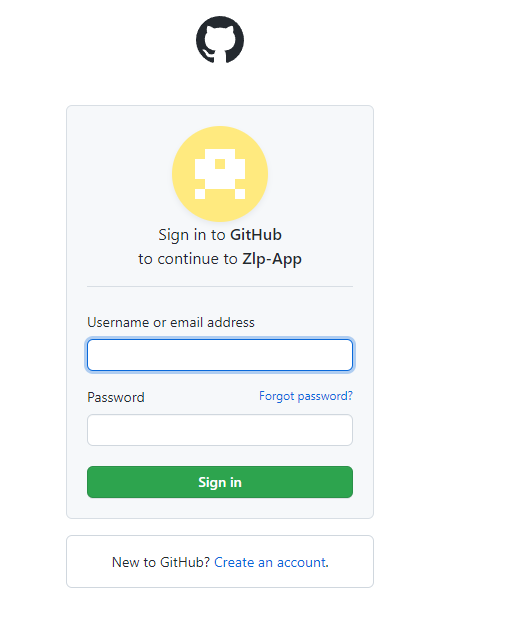 Sign in to GitHub
to continue to Zlp-App
Username or email address
Password Forgot password?
Sign in
New to GitHub? Create an account.